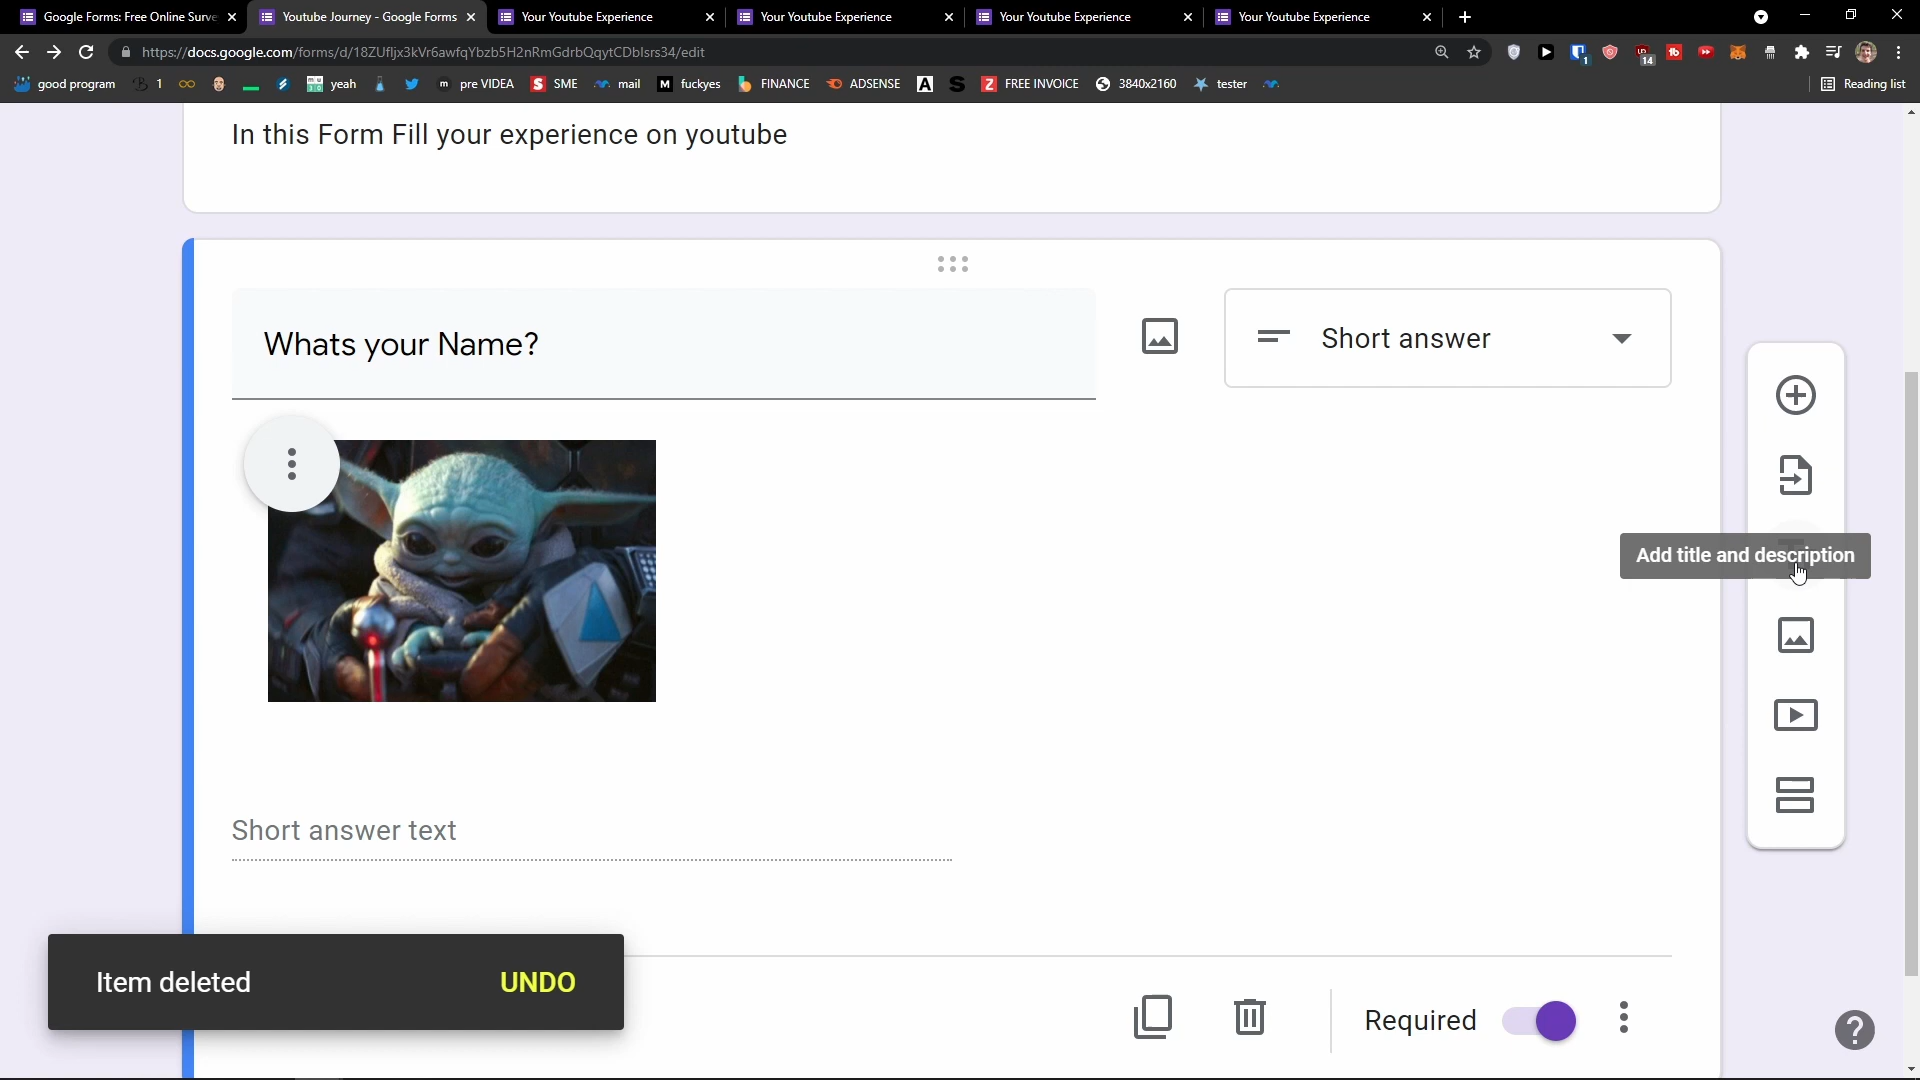 Google Forms: Free Online Surve
Youtube Journey - Google Forms
Your Youtube Experience
Your Youtube Experience
Your Youtube Experience
Your Youtube Experience
https://docs.google.com/forms/d/18ZUfljx3kVr6awfqYbzb5H2nRmGdrbQqytCDblsrs34/edit
1
14
good program
1
yeah
pre VIDEA
SME
mail
fuckyes
FINANCE
ADSENSE
FREE INVOICE
3840x2160
tester
Reading list
In this Form Fill your experience on youtube
Whats your Name?
Short answer
Add title and description
Short answer text
Item deleted
UNDO
Required